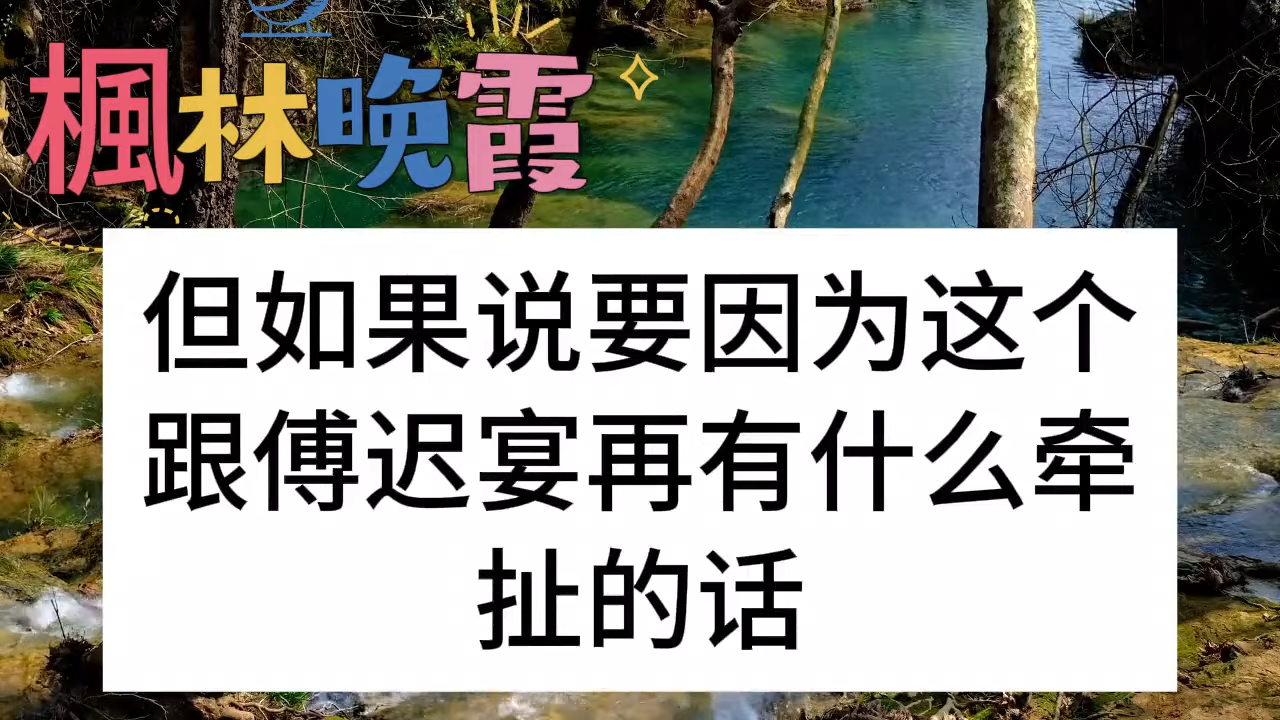 楓林晚霞
但如果说要因为这个
跟傅迟宴再有什么牵
扯的话